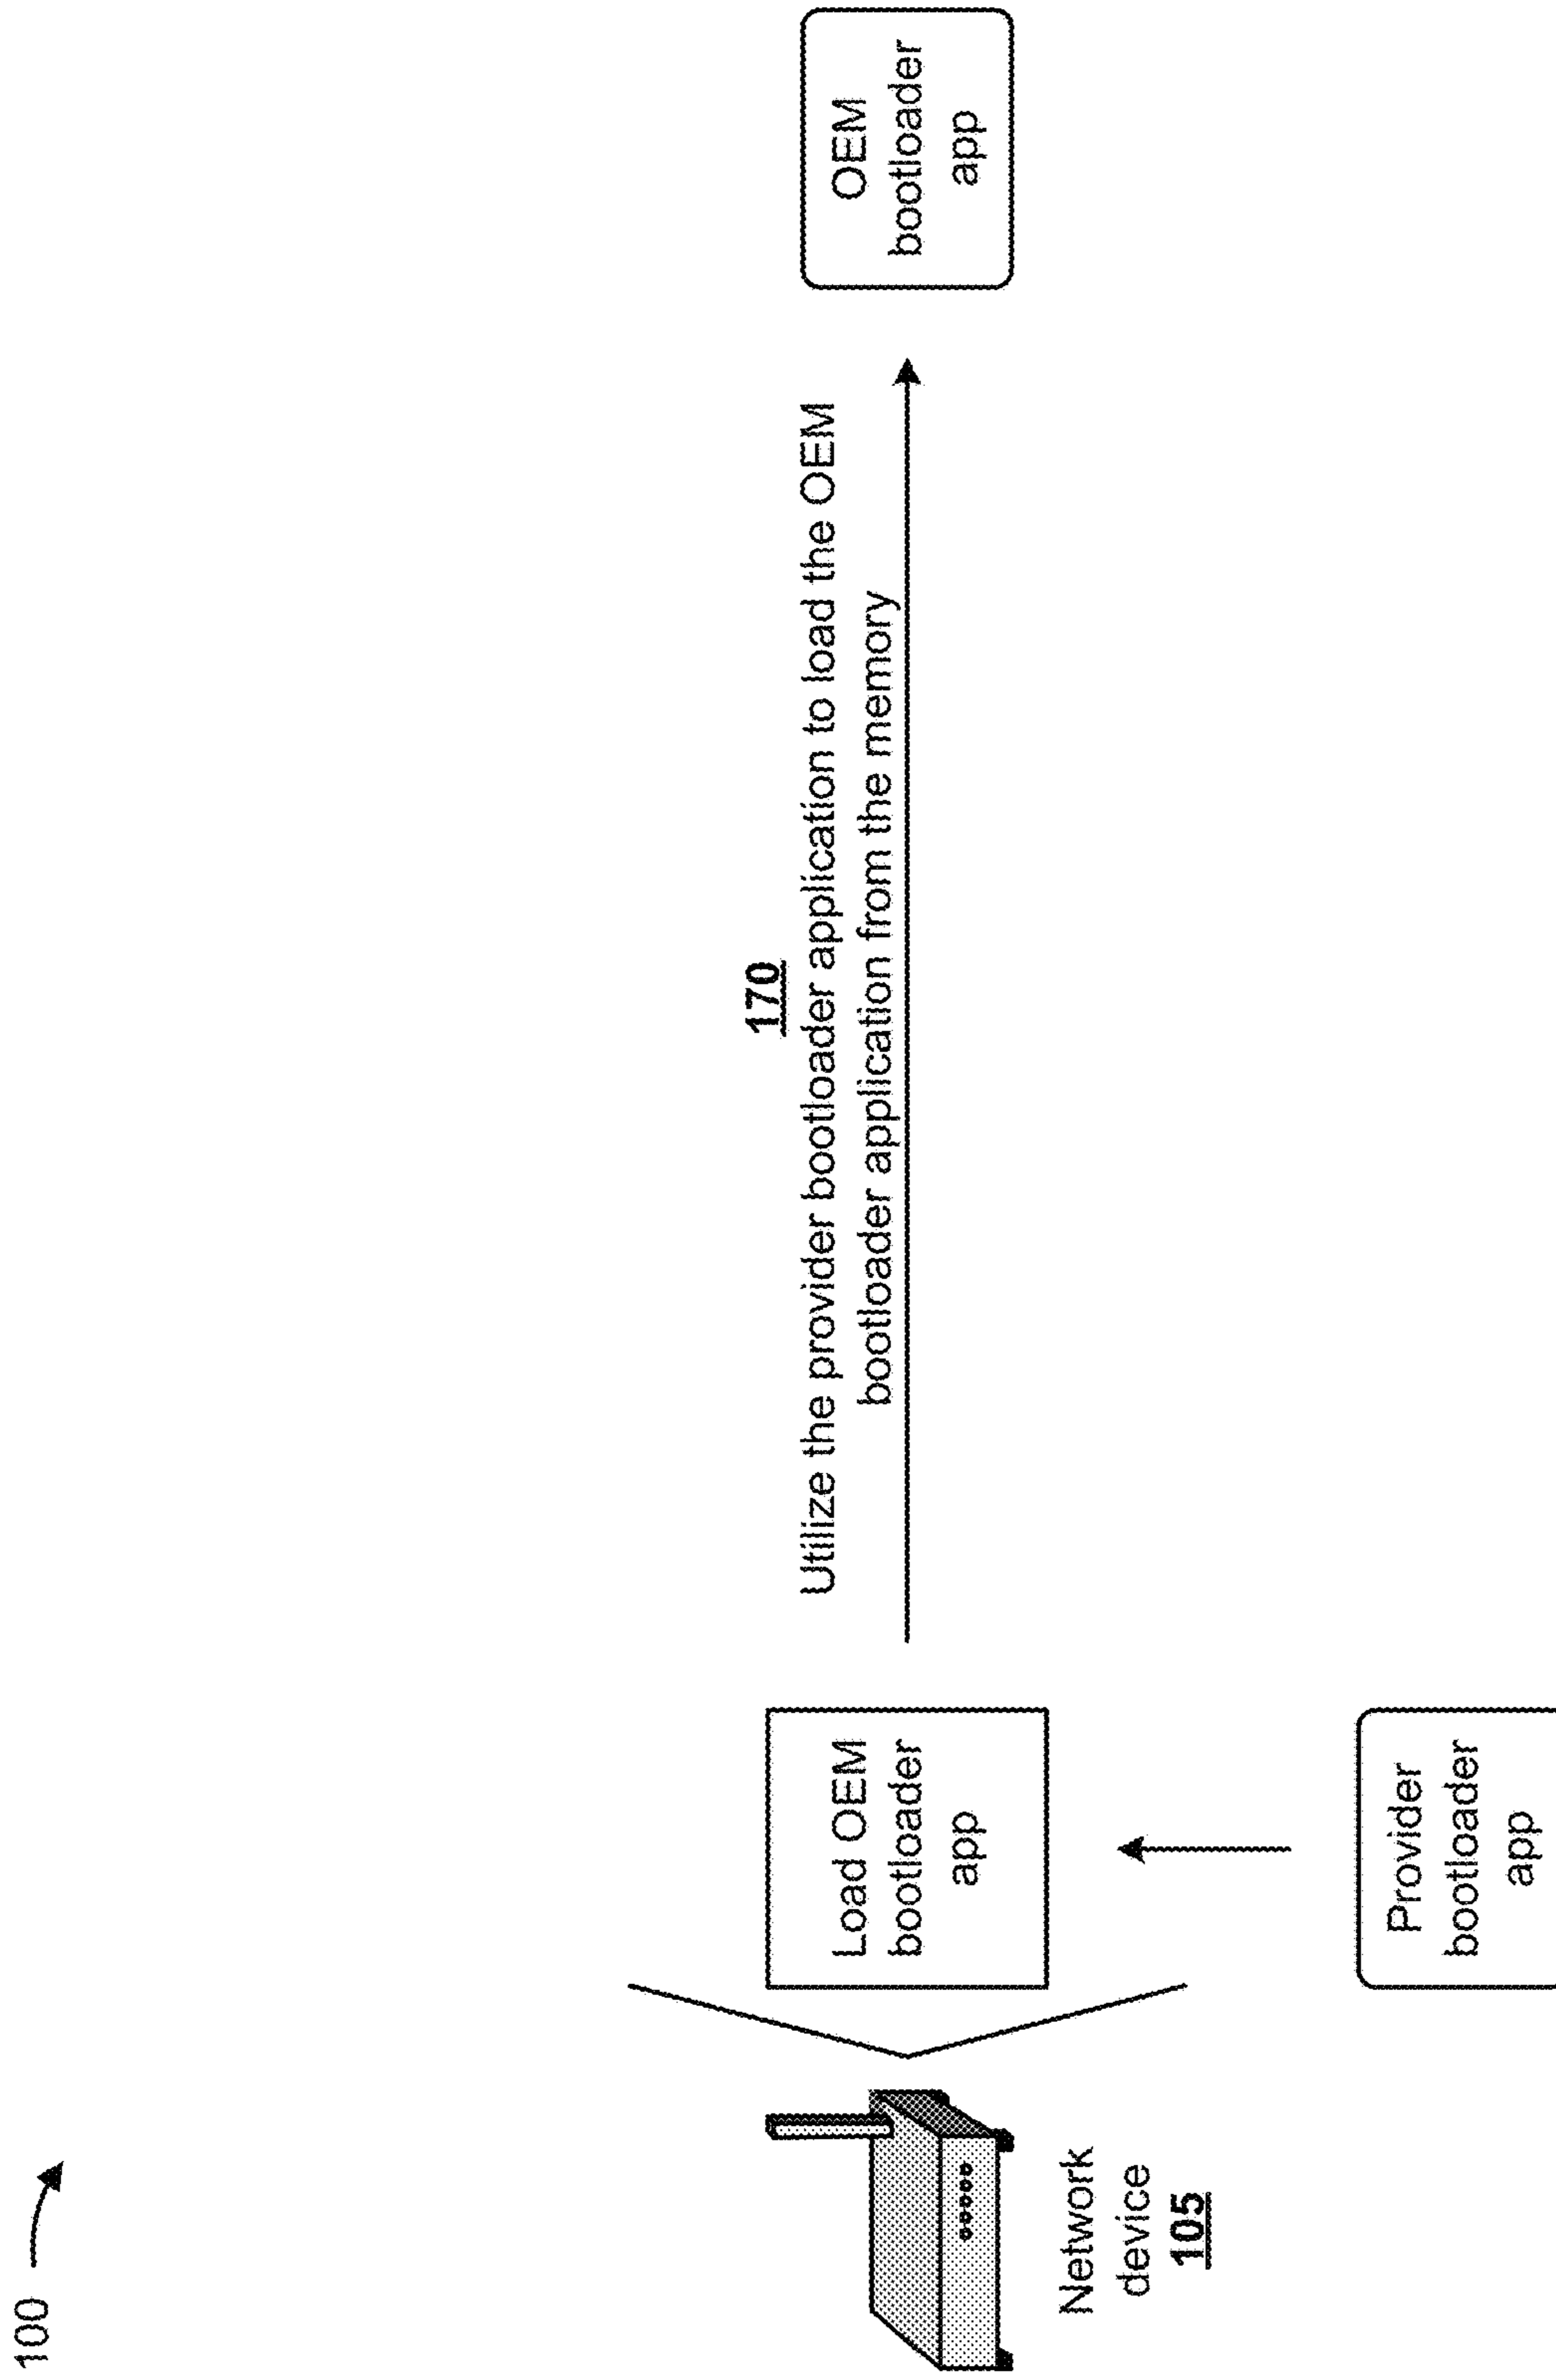 100
170
Utilize the provider bootloader application to load the OEM
bootloader application from the memory
Load OEM
bootloader
app
OEM
bootloader
app
Network
device
105
Provider
bootloader
app